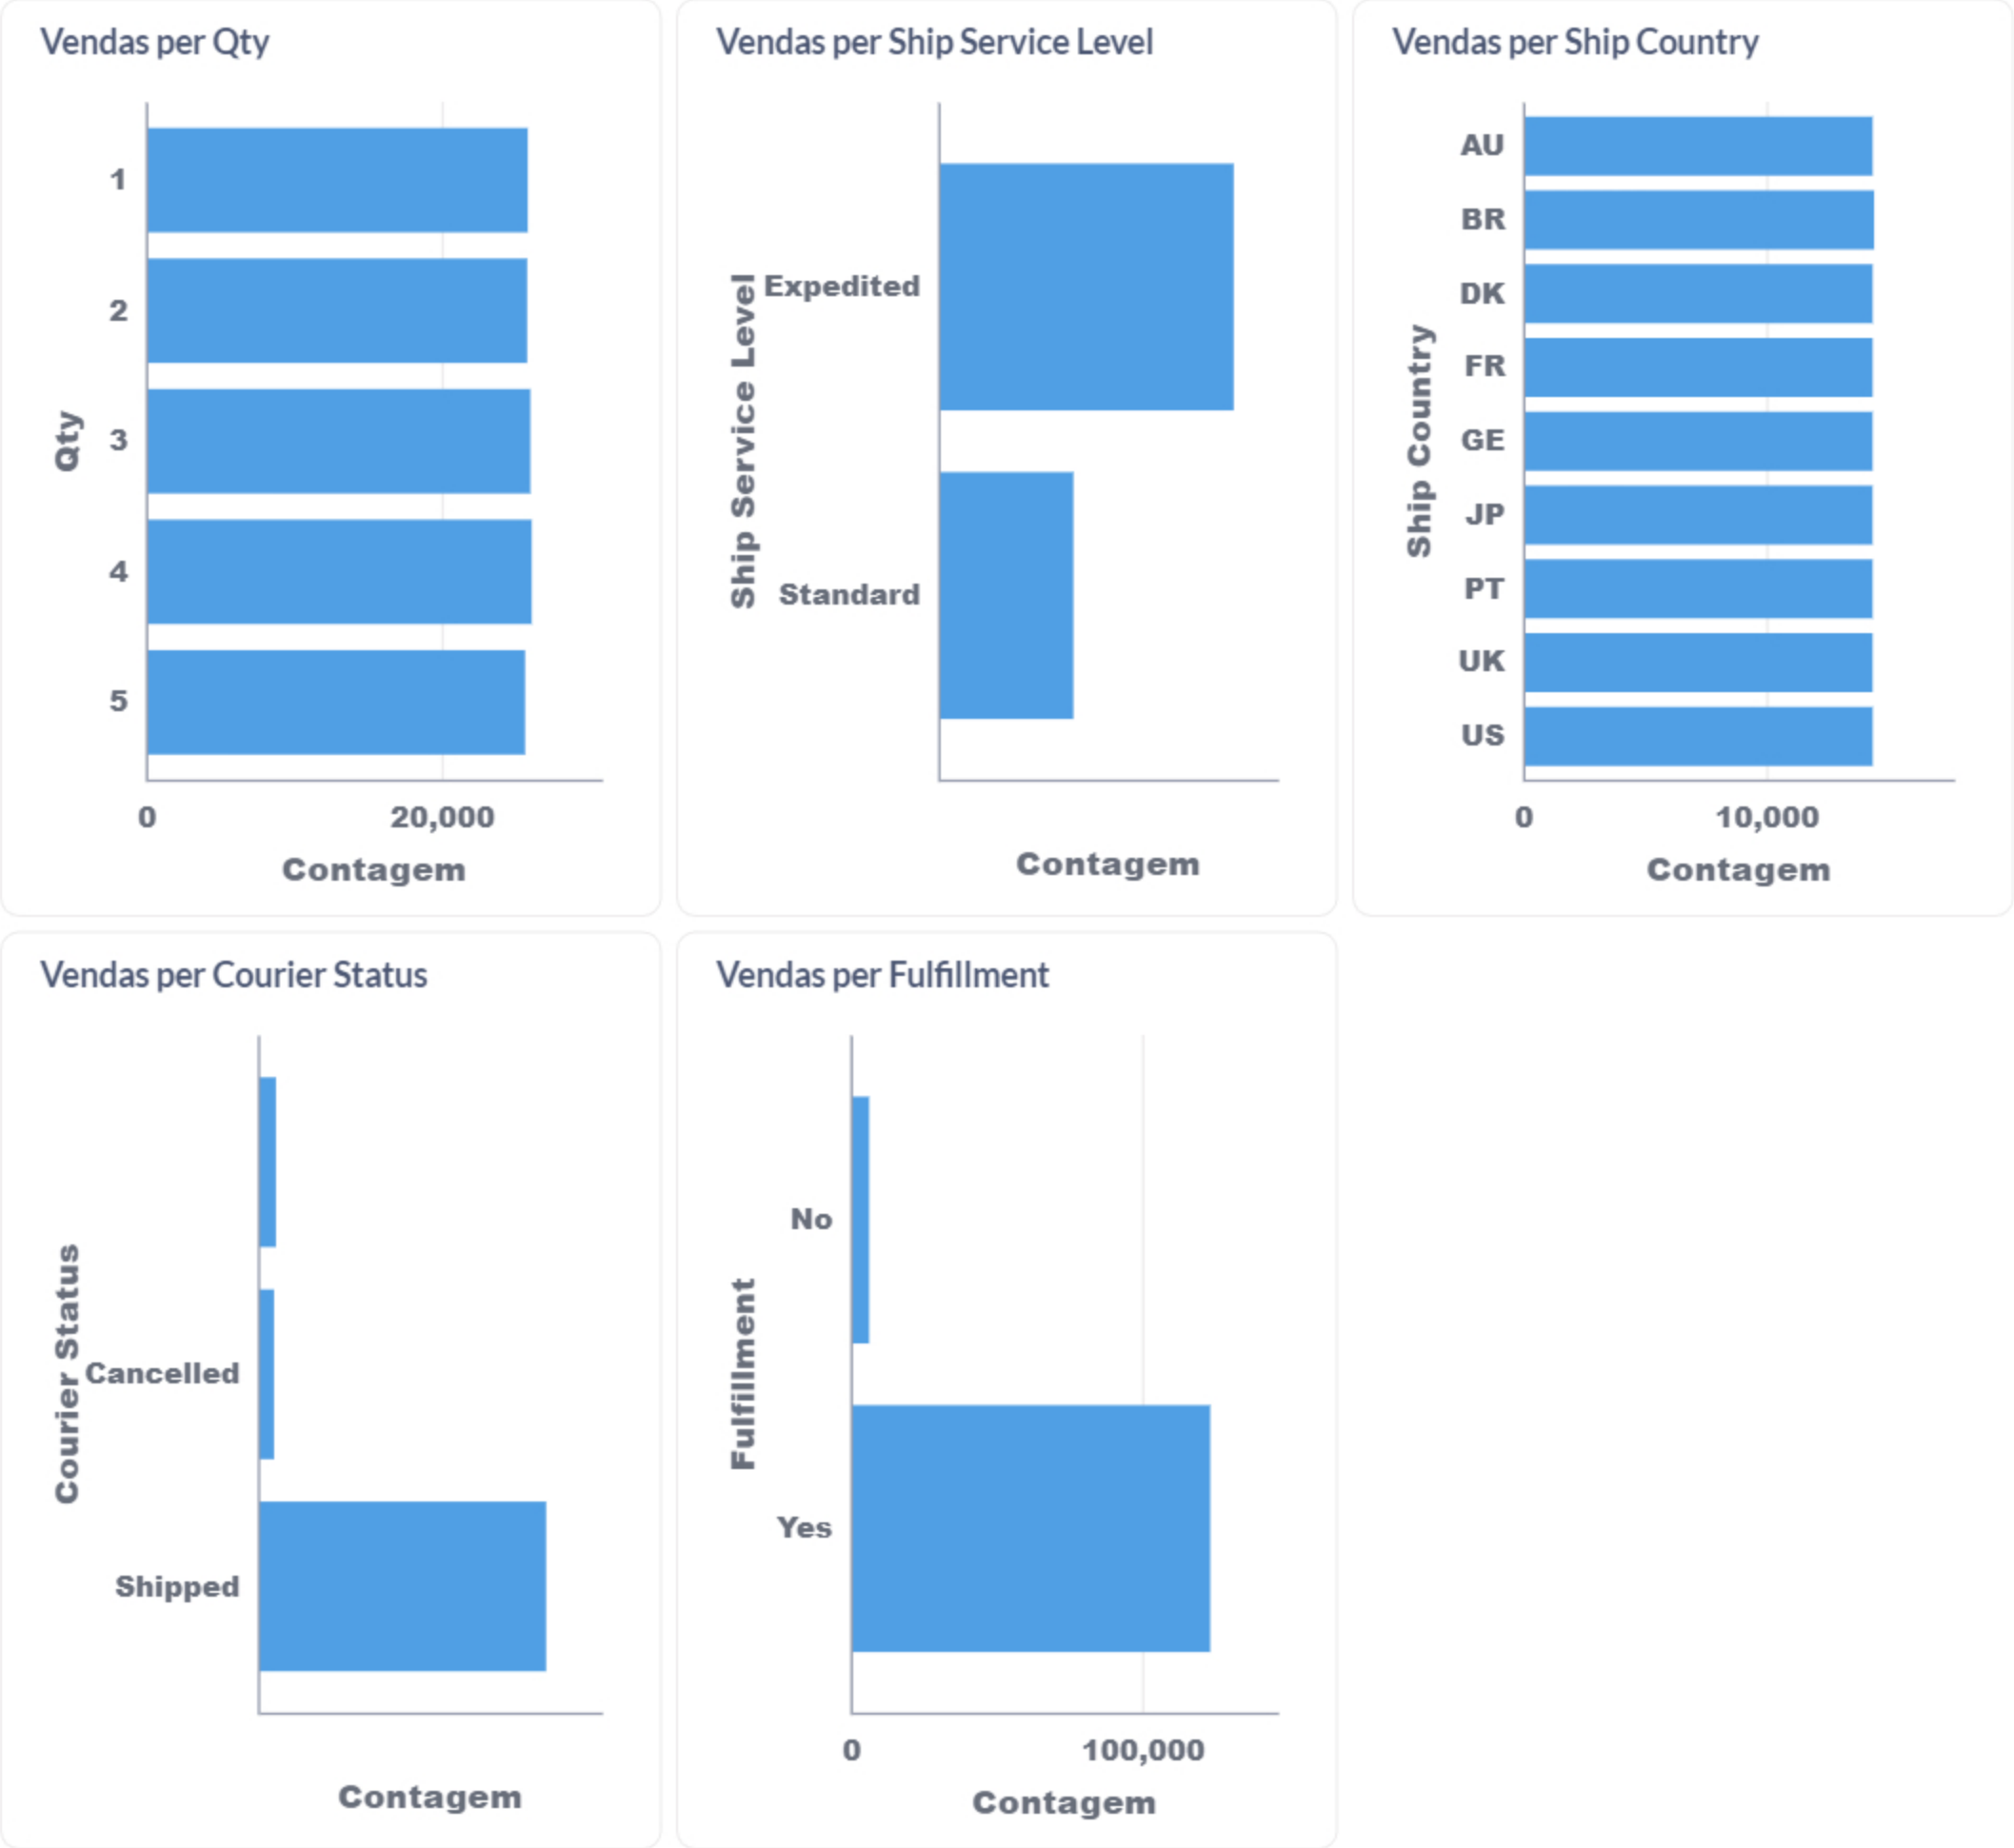 Vendas per Qty
Qty
1
2
3
4
5
0
20,000
Contagem
Vendas per Ship Service Level
Ship Service Level
Expedited
Standard
Contagem
Vendas per Ship Country
Ship Country
AU
BR
DK
FR
GE
JP
PT
UK
US
0
10,000
Contagem
Vendas per Courier Status
Courier Status
Cancelled
Shipped
Contagem
Vendas per Fulfillment
Fulfillment
No
Yes
0
100,000
Contagem